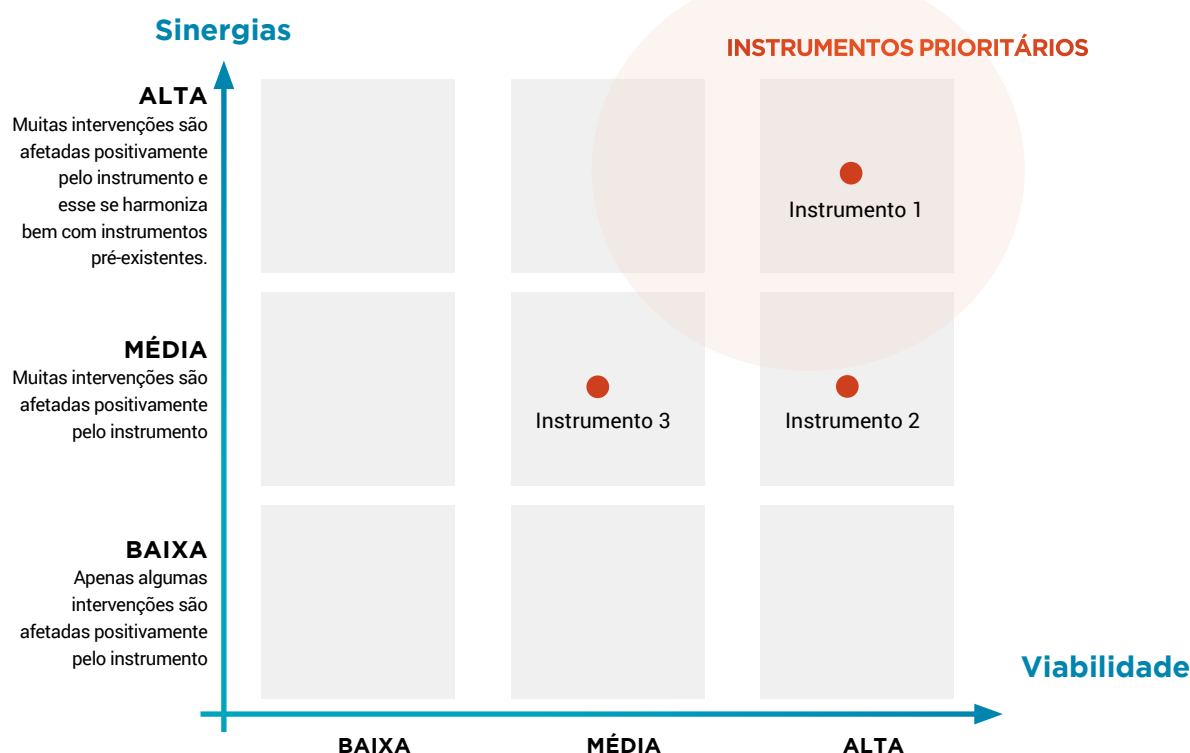 Sinergias
INSTRUMENTOS PRIORITÁRIOS
ALTA
Muitas intervenções são
afetadas positivamente
pelo instrumento e
esse se harmoniza
bem com instrumentos
pré-existentes.
Instrumento 1
MÉDIA
Muitas intervenções são
afetadas positivamente
pelo instrumento
Instrumento 3
Instrumento 2
BAIXA
Apenas algumas
intervenções são
afetadas positivamente
pelo instrumento
Viabilidade
BAIXA
MÉDIA
ALTA